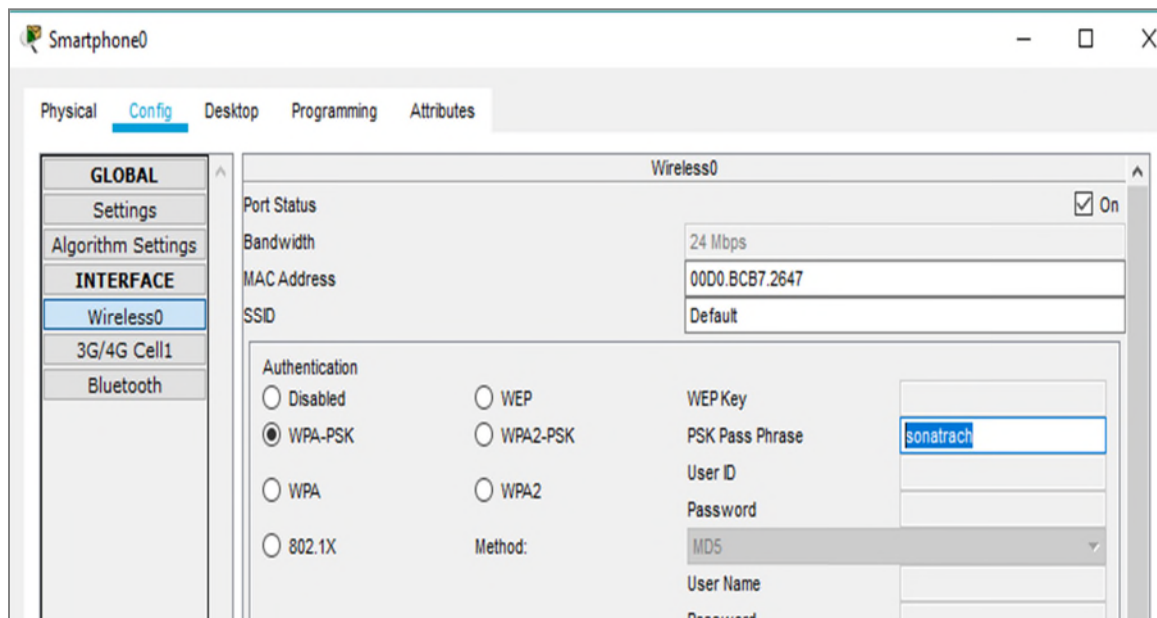 Smartphone0
Physical Config Desktop Programming Attributes
GLOBAL
Settings
Algorithm Settings
INTERFACE
Wireless0
3G/4G Cell1
Bluetooth
Wireless0
Port Status On
Bandwidth 24 Mbps
MAC Address 00D0.BCB7.2647
SSID Default
Authentication
Disabled WEP WEP Key
WPA-PSK WPA2-PSK PSK Pass Phrase sonatrach
User ID
WPA WPA2
Password
802.1X Method: MD5
User Name
Password